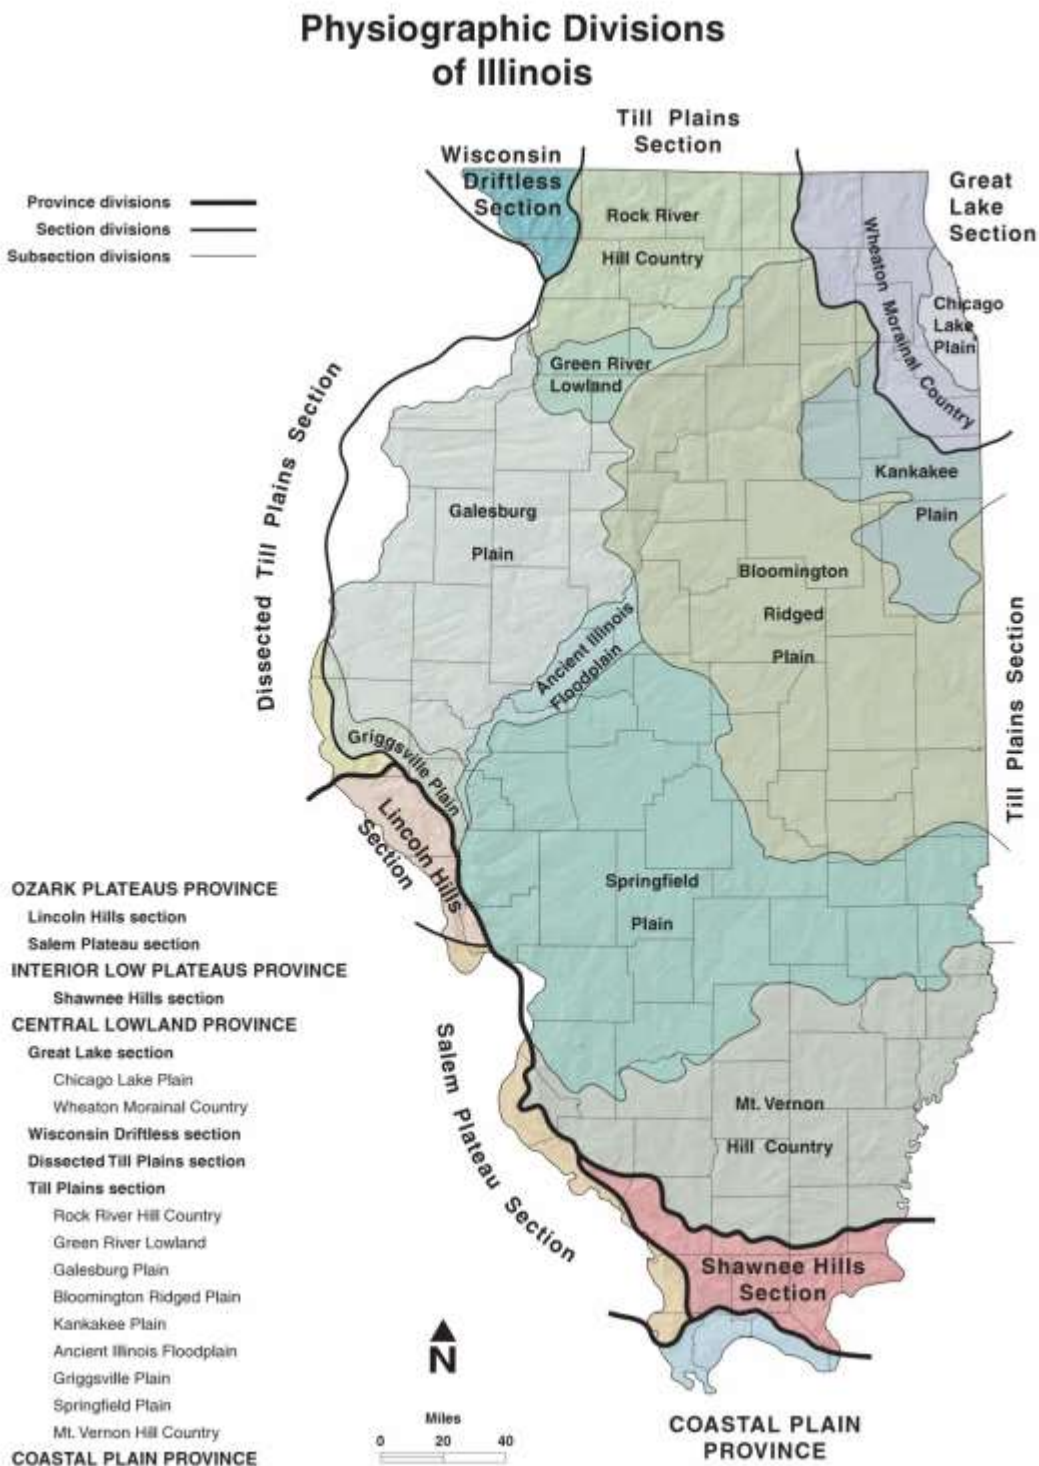 Physiographic Divisions
of Illinois
Till Plains
Section
Wisconsin
Driftless
Section
Great
Lake
Section
Province divisions
Section divisions
Subsection divisions
Rock River
Hill Country
Wheaton Morainal Country
Chicago
Lake
Plain
Green River
Lowland
Dissected Till Plains Section
Kankakee
Plain
Galesburg
Plain
Bloomington
Ridged
Plain
Ancient Illinois
Floodplain
Till Plains Section
Griggsville Plain
Lincoln Hills
Section
Springfield
Plain
OZARK PLATEAUS PROVINCE
Lincoln Hills section
Salem Plateau section
INTERIOR LOW PLATEAUS PROVINCE
Shawnee Hills section
CENTRAL LOWLAND PROVINCE
Great Lake section
Chicago Lake Plain
Wheaton Morainal Country
Wisconsin Driftless section
Dissected Till Plains section
Till Plains section
Rock River Hill Country
Green River Lowland
Galesburg Plain
Bloomington Ridged Plain
Kankakee Plain
Ancient Illinois Floodplain
Griggsville Plain
Springfield Plain
Mt. Vernon Hill Country
COASTAL PLAIN PROVINCE
Salem Plateau Section
Mt. Vernon
Hill Country
Shawnee Hills
Section
N
Miles
0 20 40
COASTAL PLAIN
PROVINCE